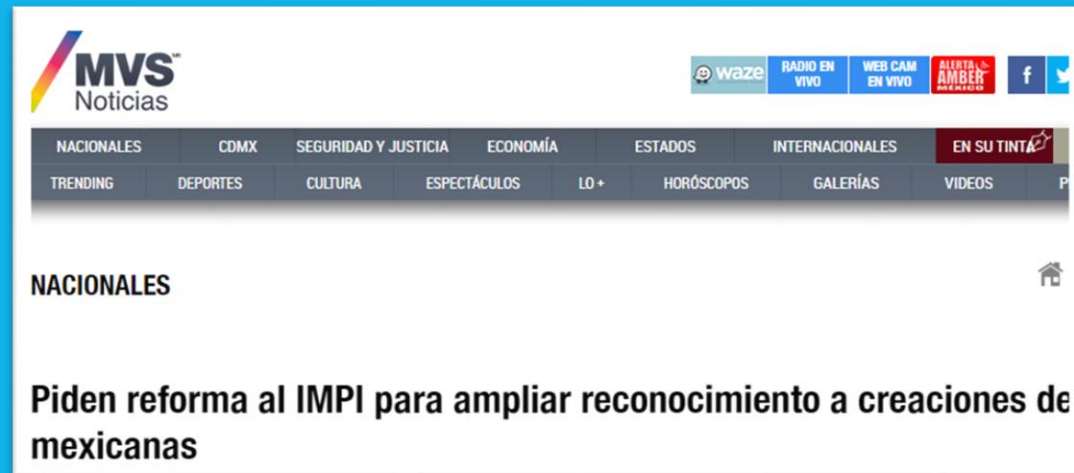 MVS
Noticias
waze RADIO EN VIVO WEB CAM EN VIVO ALERTA AMBER MÉXICO f
NACIONALES CDMX SEGURIDAD Y JUSTICIA ECONOMÍA ESTADOS INTERNACIONALES EN SU TINTA
TRENDING DEPORTES CULTURA ESPECTÁCULOS LO + HORÓSCOPOS GALERÍAS VIDEOS P
NACIONALES
Piden reforma al IMPI para ampliar reconocimiento a creaciones de
mexicanas